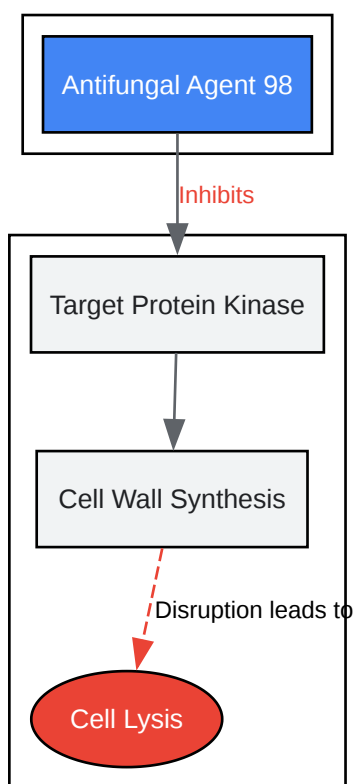 Antifungal Agent 98
Inhibits
Target Protein Kinase
Cell Wall Synthesis
Disruption leads to
Cell Lysis